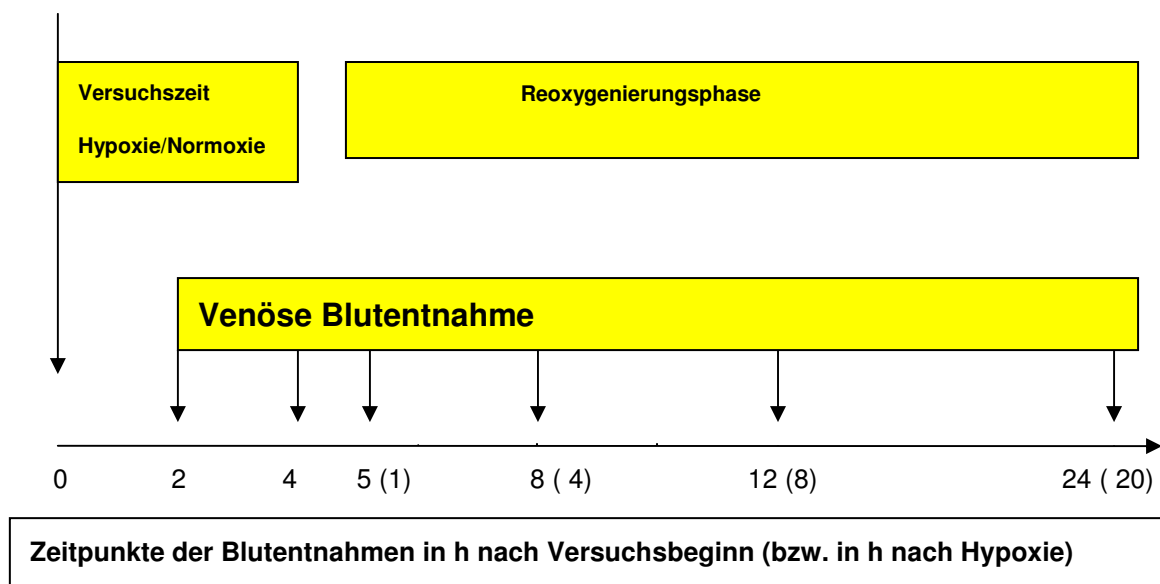 Versuchszeit
Hypoxie/Normoxie
Reoxygenierungsphase
Venöse Blutentnahme
0 2 4 5 (1) 8 ( 4) 12 (8) 24 ( 20)
Zeitpunkte der Blutentnahmen in h nach Versuchsbeginn (bzw. in h nach Hypoxie)